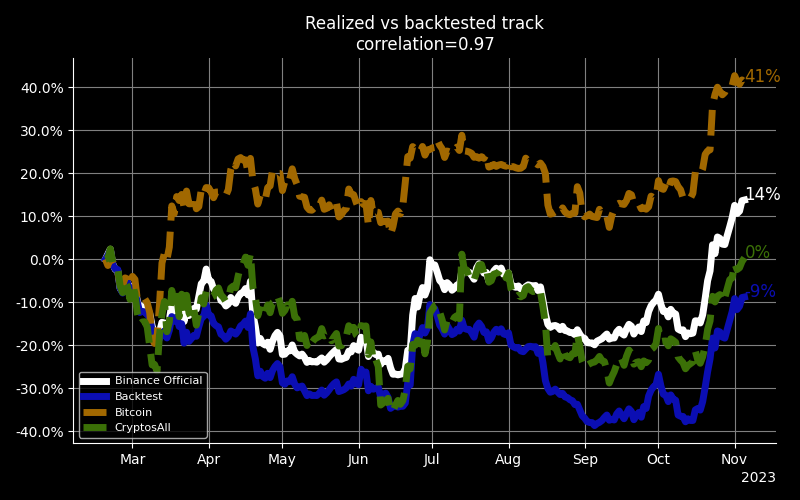 Realized vs backtested track
correlation=0.97
40.0%
30.0%
20.0%
10.0%
0.0%
-10.0%
-20.0%
-30.0%
-40.0%
41%
14%
0%
-9%
Binance Official
Backtest
Bitcoin
CryptosAll
Mar Apr May Jun Jul Aug Sep Oct Nov
2023